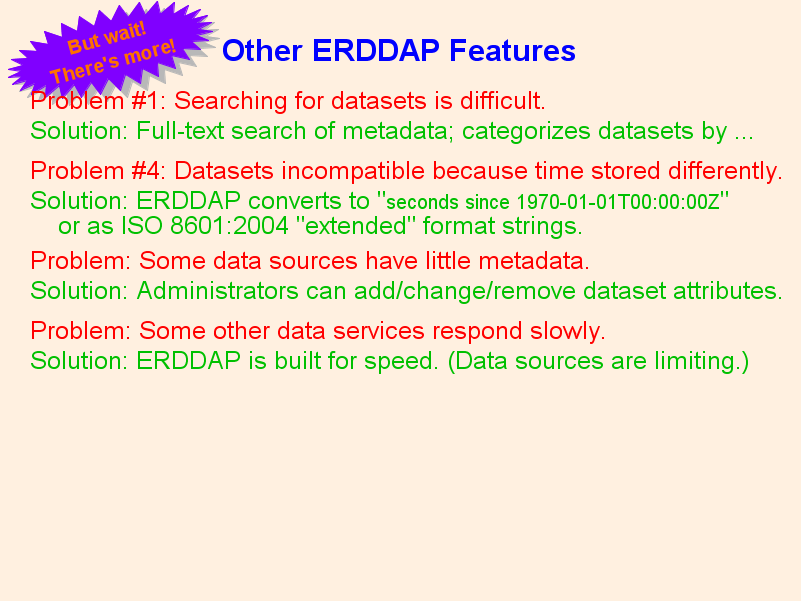 But wait!
There's more!
Other ERDDAP Features
Problem #1: Searching for datasets is difficult.
Solution: Full-text search of metadata; categorizes datasets by ...
Problem #4: Datasets incompatible because time stored differently.
Solution: ERDDAP converts to "seconds since 1970-01-01T00:00:00Z"
or as ISO 8601:2004 "extended" format strings.
Problem: Some data sources have little metadata.
Solution: Administrators can add/change/remove dataset attributes.
Problem: Some other data services respond slowly.
Solution: ERDDAP is built for speed. (Data sources are limiting.)